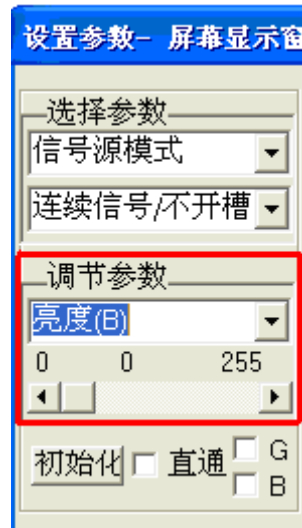 设置参数- 屏幕显示窗
选择参数
信号源模式
连续信号/不开槽
调节参数
亮度(B)
0 0 255
初始化 直通 G
B